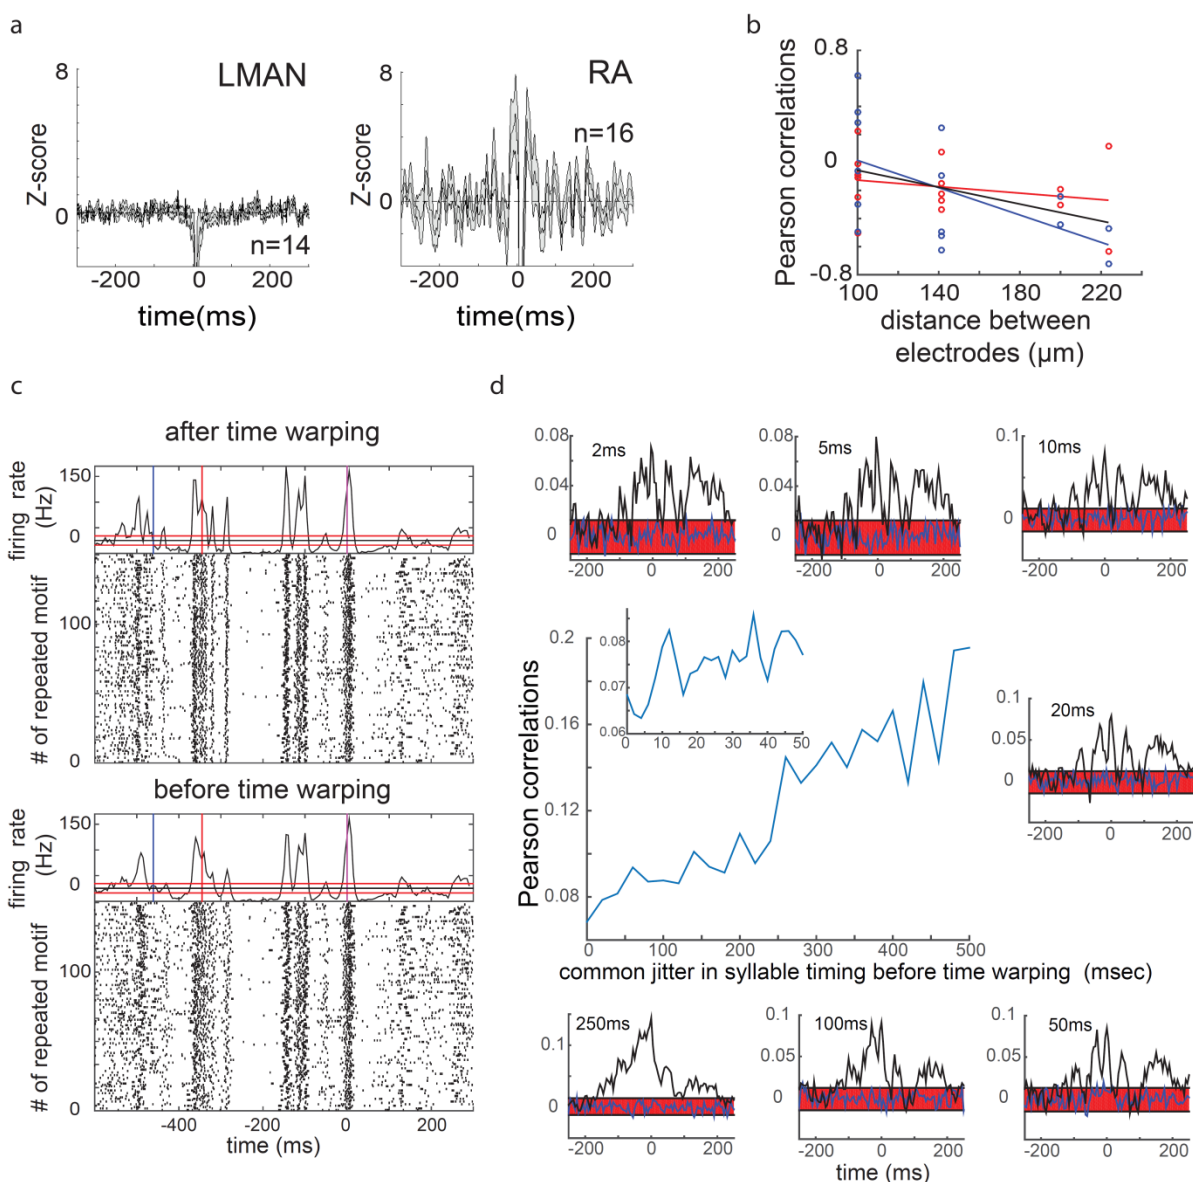 a
8
LMAN
Z-score
0
n=14
-200
0
200
time(ms)
8
RA
Z-score
n=16
0
-200
0
200
time(ms)
b
Pearson correlations
0.8
0
-0.8
100
140
180
220
distance between
electrodes (µm)
c
after time warping
firing rate
(Hz)
150
0
# of repeated motif
100
0
before time warping
firing rate
(Hz)
150
0
# of repeated motif
100
0
-400
-200
0
200
time (ms)
d
0.08
2ms
0.04
0
-200
0
200
0.08
5ms
0.04
0
-200
0
200
0.1
10ms
0
-200
0
200
Pearson correlations
0.2
0.16
0.12
0.08
0.08
0.07
0.06
0
10
20
30
40
50
0
100
200
300
400
500
common jitter in syllable timing before time warping (msec)
0.1
20ms
0.05
0
-200
0
200
250ms
0.1
0
-200
0
200
0.1
100ms
0.05
0
-200
0
200
time (ms)
0.1
50ms
0.05
0
-200
0
200